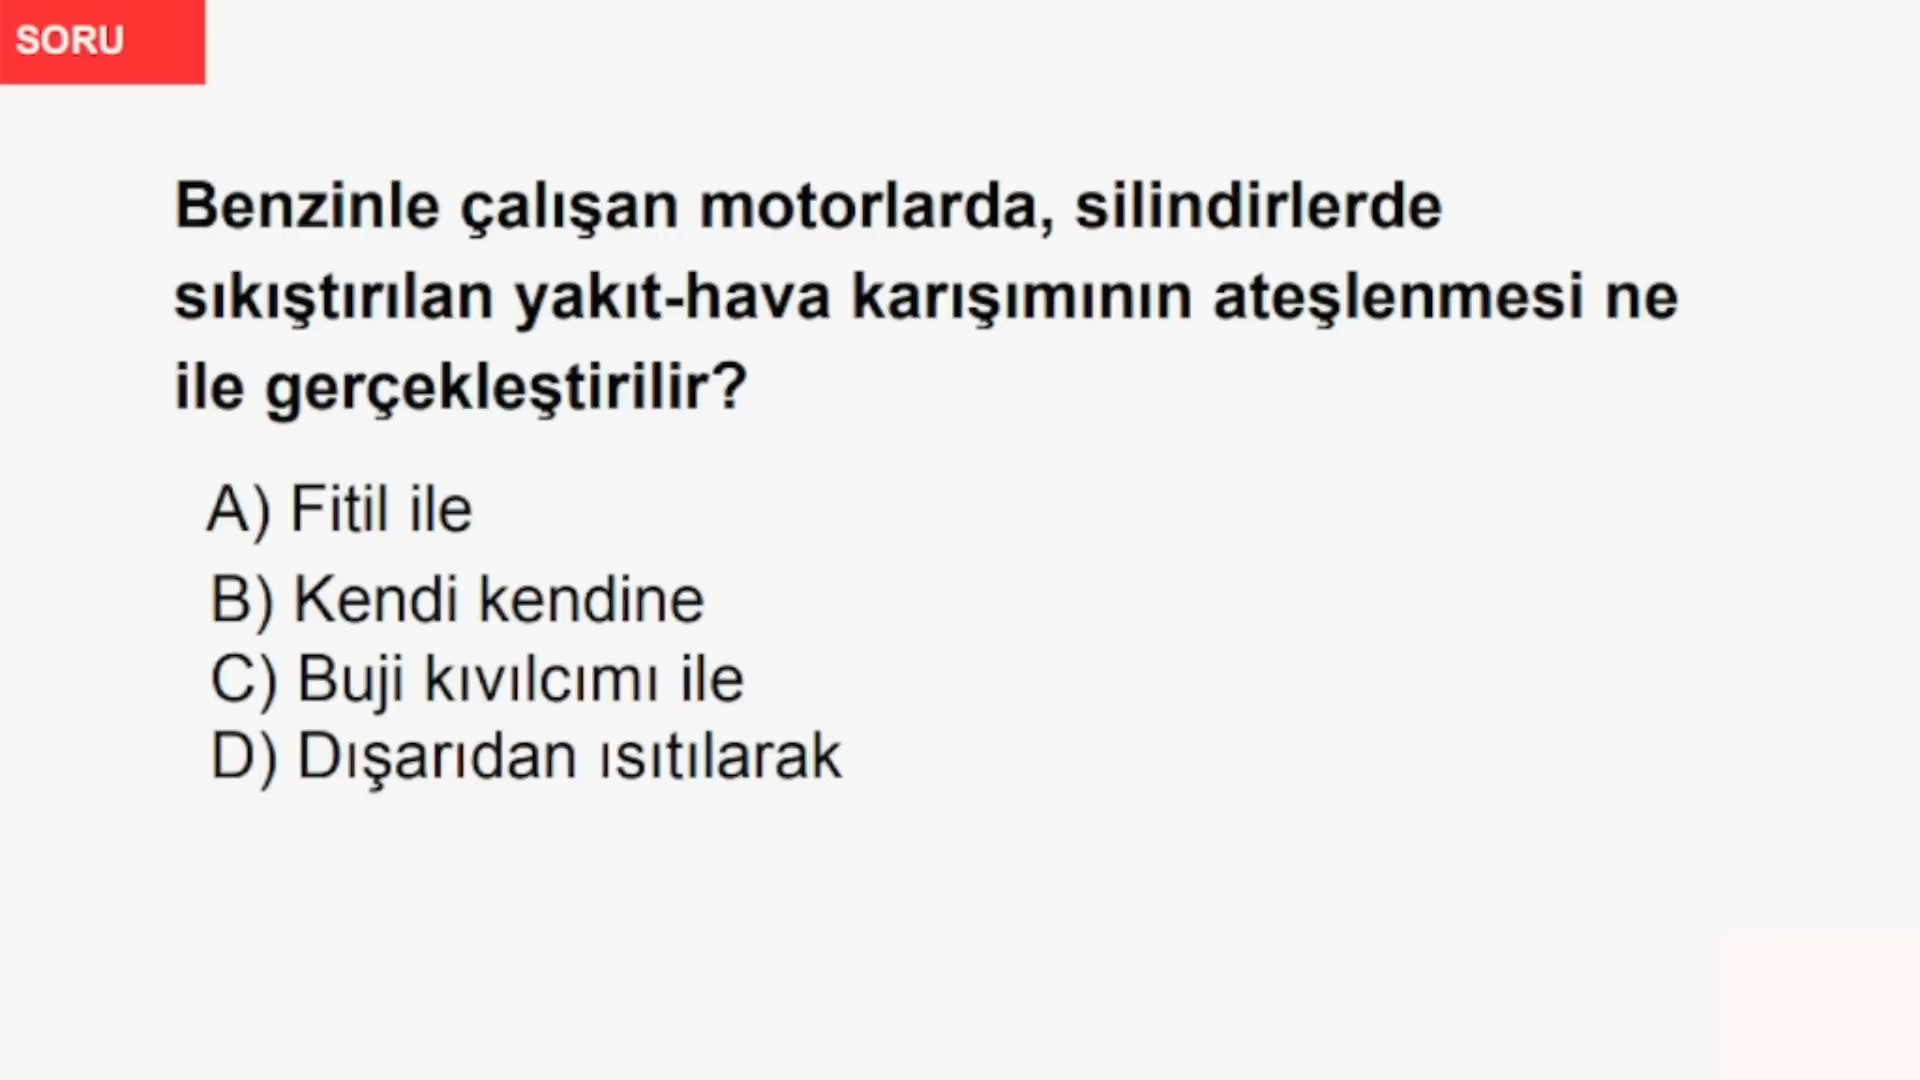 SORU
Benzinle çalışan motorlarda, silindirlerde
sıkıştırılan yakıt-hava karışımının ateşlenmesi ne
ile gerçekleştirilir?
A) Fitil ile
B) Kendi kendine
C) Buji kıvılcımı ile
D) Dışarıdan ısıtılarak